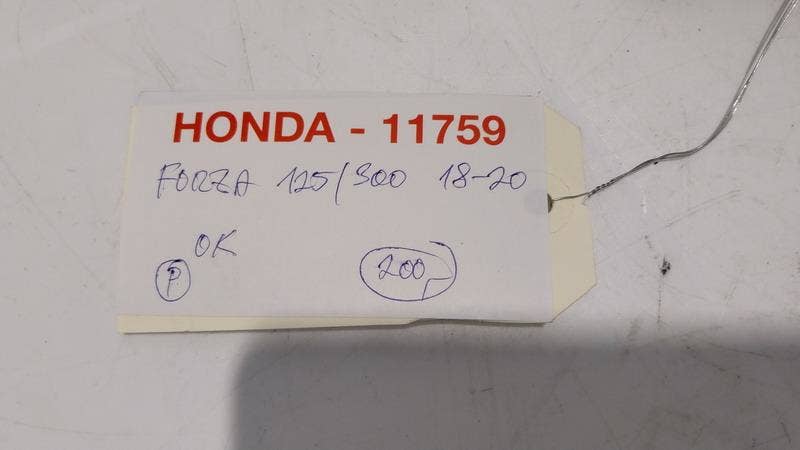 HONDA - 11759
FORZA 125/300 18-20
OK
P 200,-